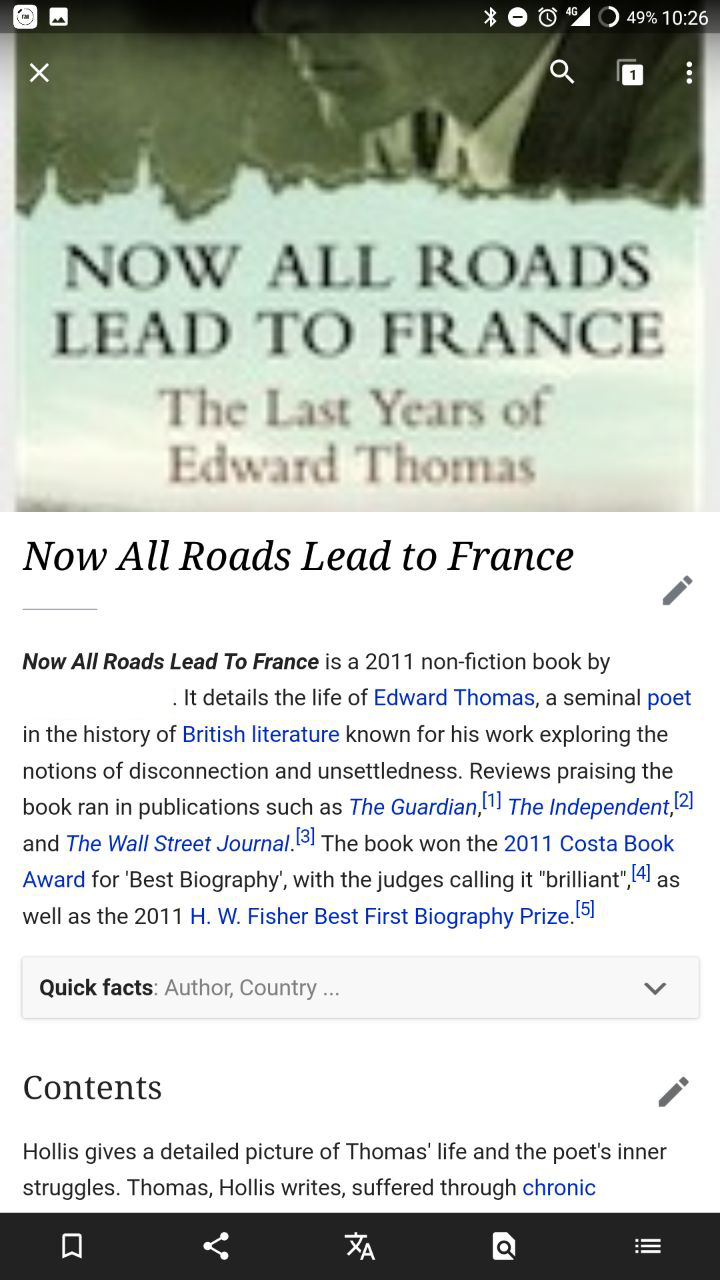 49% 10:26
4G
1
NOW ALL ROADS
LEAD TO FRANCE
The Last Years of
Edward Thomas
Now All Roads Lead to France
Now All Roads Lead To France is a 2011 non-fiction book by
. It details the life of Edward Thomas, a seminal poet
in the history of British literature known for his work exploring the
notions of disconnection and unsettledness. Reviews praising the
book ran in publications such as The Guardian,[1] The Independent,[2]
and The Wall Street Journal.[3] The book won the 2011 Costa Book
Award for 'Best Biography', with the judges calling it "brilliant",[4] as
well as the 2011 H. W. Fisher Best First Biography Prize.[5]
Quick facts: Author, Country ...
Contents
Hollis gives a detailed picture of Thomas' life and the poet's inner
struggles. Thomas, Hollis writes, suffered through chronic